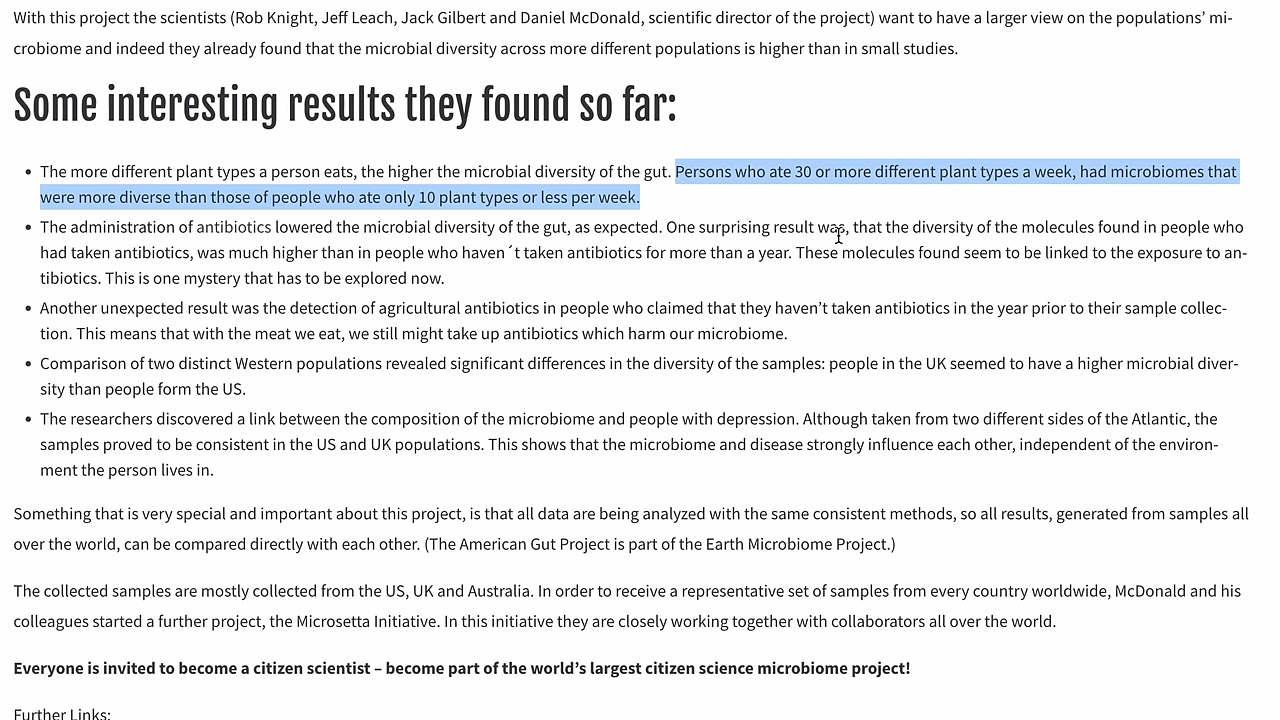 With this project the scientists (Rob Knight, Jeff Leach, Jack Gilbert and Daniel McDonald, scientific director of the project) want to have a larger view on the populations’ mi-
crobiome and indeed they already found that the microbial diversity across more different populations is higher than in small studies.
Some interesting results they found so far:
• The more different plant types a person eats, the higher the microbial diversity of the gut. Persons who ate 30 or more different plant types a week, had microbiomes that
were more diverse than those of people who ate only 10 plant types or less per week.
• The administration of antibiotics lowered the microbial diversity of the gut, as expected. One surprising result was, that the diversity of the molecules found in people who
had taken antibiotics, was much higher than in people who haven´t taken antibiotics for more than a year. These molecules found seem to be linked to the exposure to an-
tibiotics. This is one mystery that has to be explored now.
• Another unexpected result was the detection of agricultural antibiotics in people who claimed that they haven’t taken antibiotics in the year prior to their sample collec-
tion. This means that with the meat we eat, we still might take up antibiotics which harm our microbiome.
• Comparison of two distinct Western populations revealed significant differences in the diversity of the samples: people in the UK seemed to have a higher microbial diver-
sity than people form the US.
• The researchers discovered a link between the composition of the microbiome and people with depression. Although taken from two different sides of the Atlantic, the
samples proved to be consistent in the US and UK populations. This shows that the microbiome and disease strongly influence each other, independent of the environ-
ment the person lives in.
Something that is very special and important about this project, is that all data are being analyzed with the same consistent methods, so all results, generated from samples all
over the world, can be compared directly with each other. (The American Gut Project is part of the Earth Microbiome Project.)
The collected samples are mostly collected from the US, UK and Australia. In order to receive a representative set of samples from every country worldwide, McDonald and his
colleagues started a further project, the Microsetta Initiative. In this initiative they are closely working together with collaborators all over the world.
Everyone is invited to become a citizen scientist – become part of the world’s largest citizen science microbiome project!
Further Links: